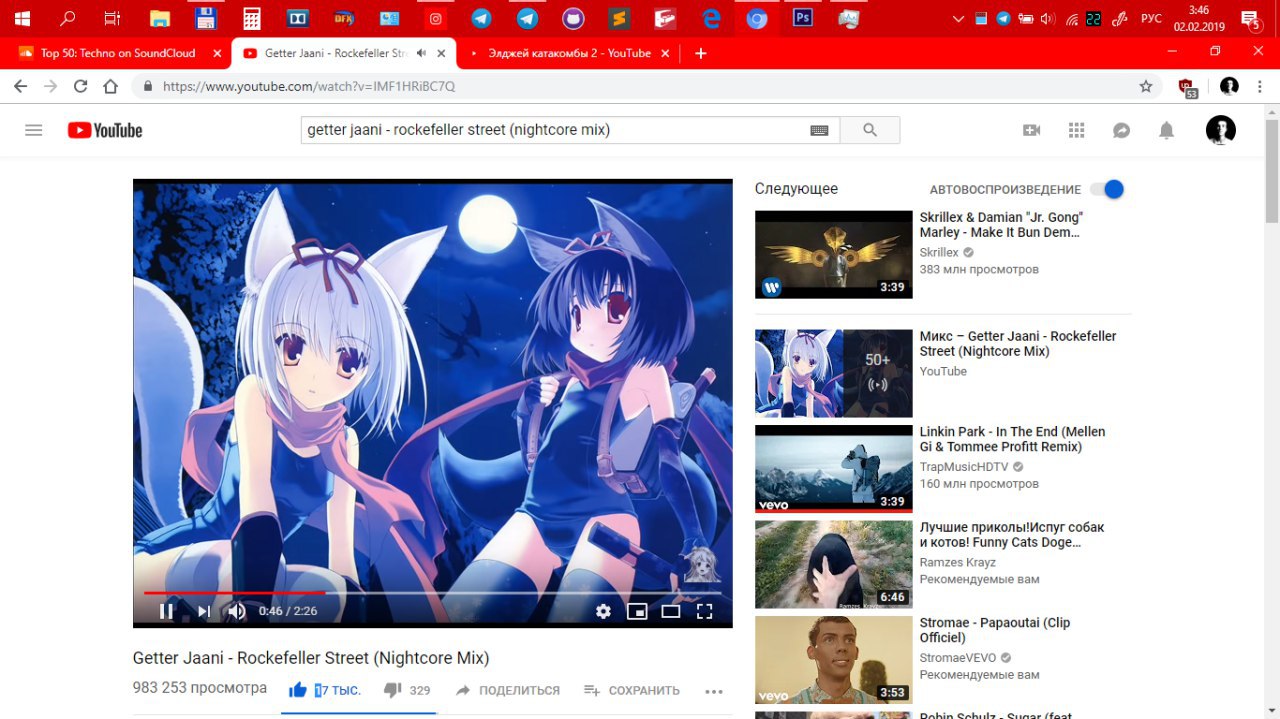 DFX
Ps
22
РУС
3:46
02.02.2019
5
Top 50: Techno on SoundCloud
Getter Jaani - Rockefeller Stre
Элджей катакомбы 2 - YouTube
https://www.youtube.com/watch?v=IMF1HRiBC7Q
53
YouTube
getter jaani - rockefeller street (nightcore mix)
0:46 / 2:26
Getter Jaani - Rockefeller Street (Nightcore Mix)
983 253 просмотра
17 ТЫС.
329
ПОДЕЛИТЬСЯ
СОХРАНИТЬ
Следующее
АВТОВОСПРОИЗВЕДЕНИЕ
3:39
Skrillex & Damian "Jr. Gong"
Marley - Make It Bun Dem…
Skrillex
383 млн просмотров
50+
Микс – Getter Jaani - Rockefeller
Street (Nightcore Mix)
YouTube
vevo
3:39
Linkin Park - In The End (Mellen
Gi & Tommee Profitt Remix)
TrapMusicHDTV
160 млн просмотров
Ramzes Krayz
6:46
Лучшие приколы!Испуг собак
и котов! Funny Cats Doge…
Ramzes Krayz
Рекомендуемые вам
vevo
3:53
Stromae - Papaoutai (Clip
Officiel)
StromaeVEVO
Рекомендуемые вам
Robin Schulz - Sugar (feat.